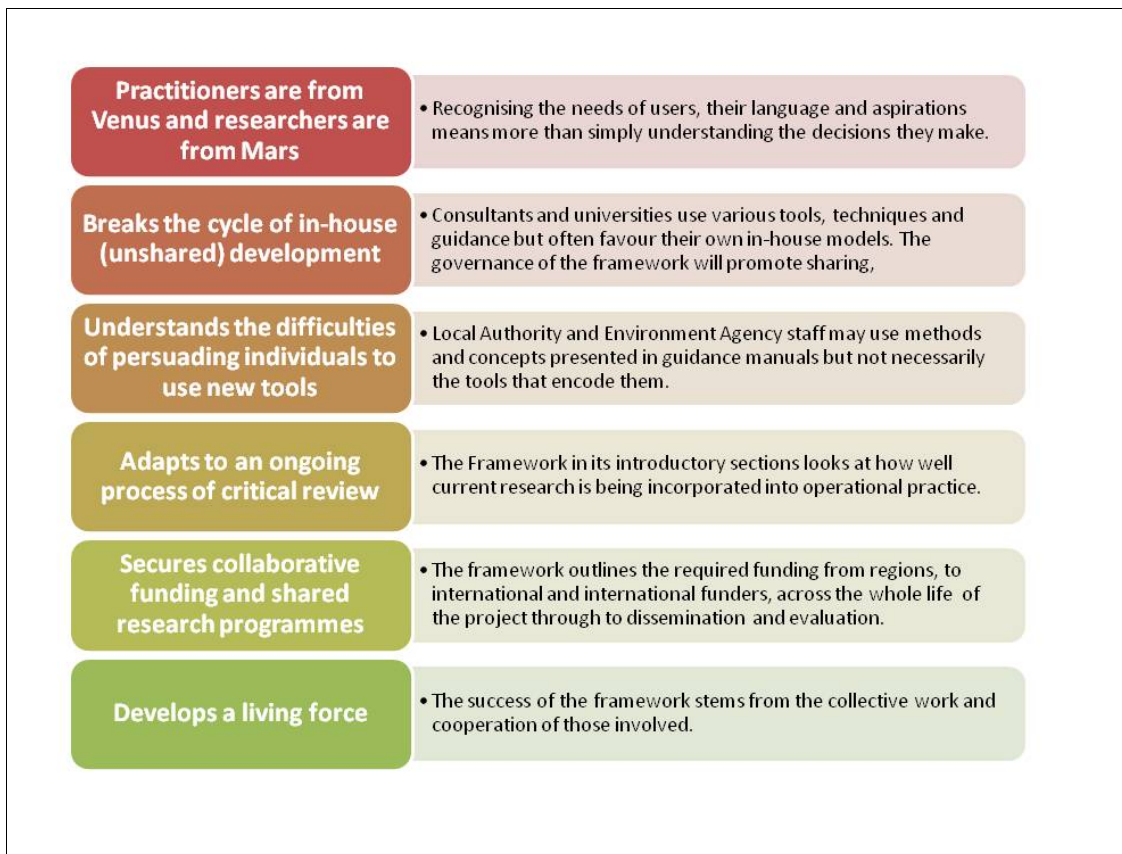 Practitioners are from
Venus and researchers are
from Mars
• Recognising the needs of users, their language and aspirations
means more than simply understanding the decisions they make.
Breaks the cycle of in-house
(unshared) development
• Consultants and universities use various tools, techniques and
guidance but often favour their own in-house models. The
governance of the framework will promote sharing,
Understands the difficulties
of persuading individuals to
use new tools
• Local Authority and Environment Agency staff may use methods
and concepts presented in guidance manuals but not necessarily
the tools that encode them.
Adapts to an ongoing
process of critical review
• The Framework in its introductory sections looks at how well
current research is being incorporated into operational practice.
Secures collaborative
funding and shared
research programmes
• The framework outlines the required funding from regions, to
international and international funders, across the whole life of
the project through to dissemination and evaluation.
Develops a living force
• The success of the framework stems from the collective work and
cooperation of those involved.